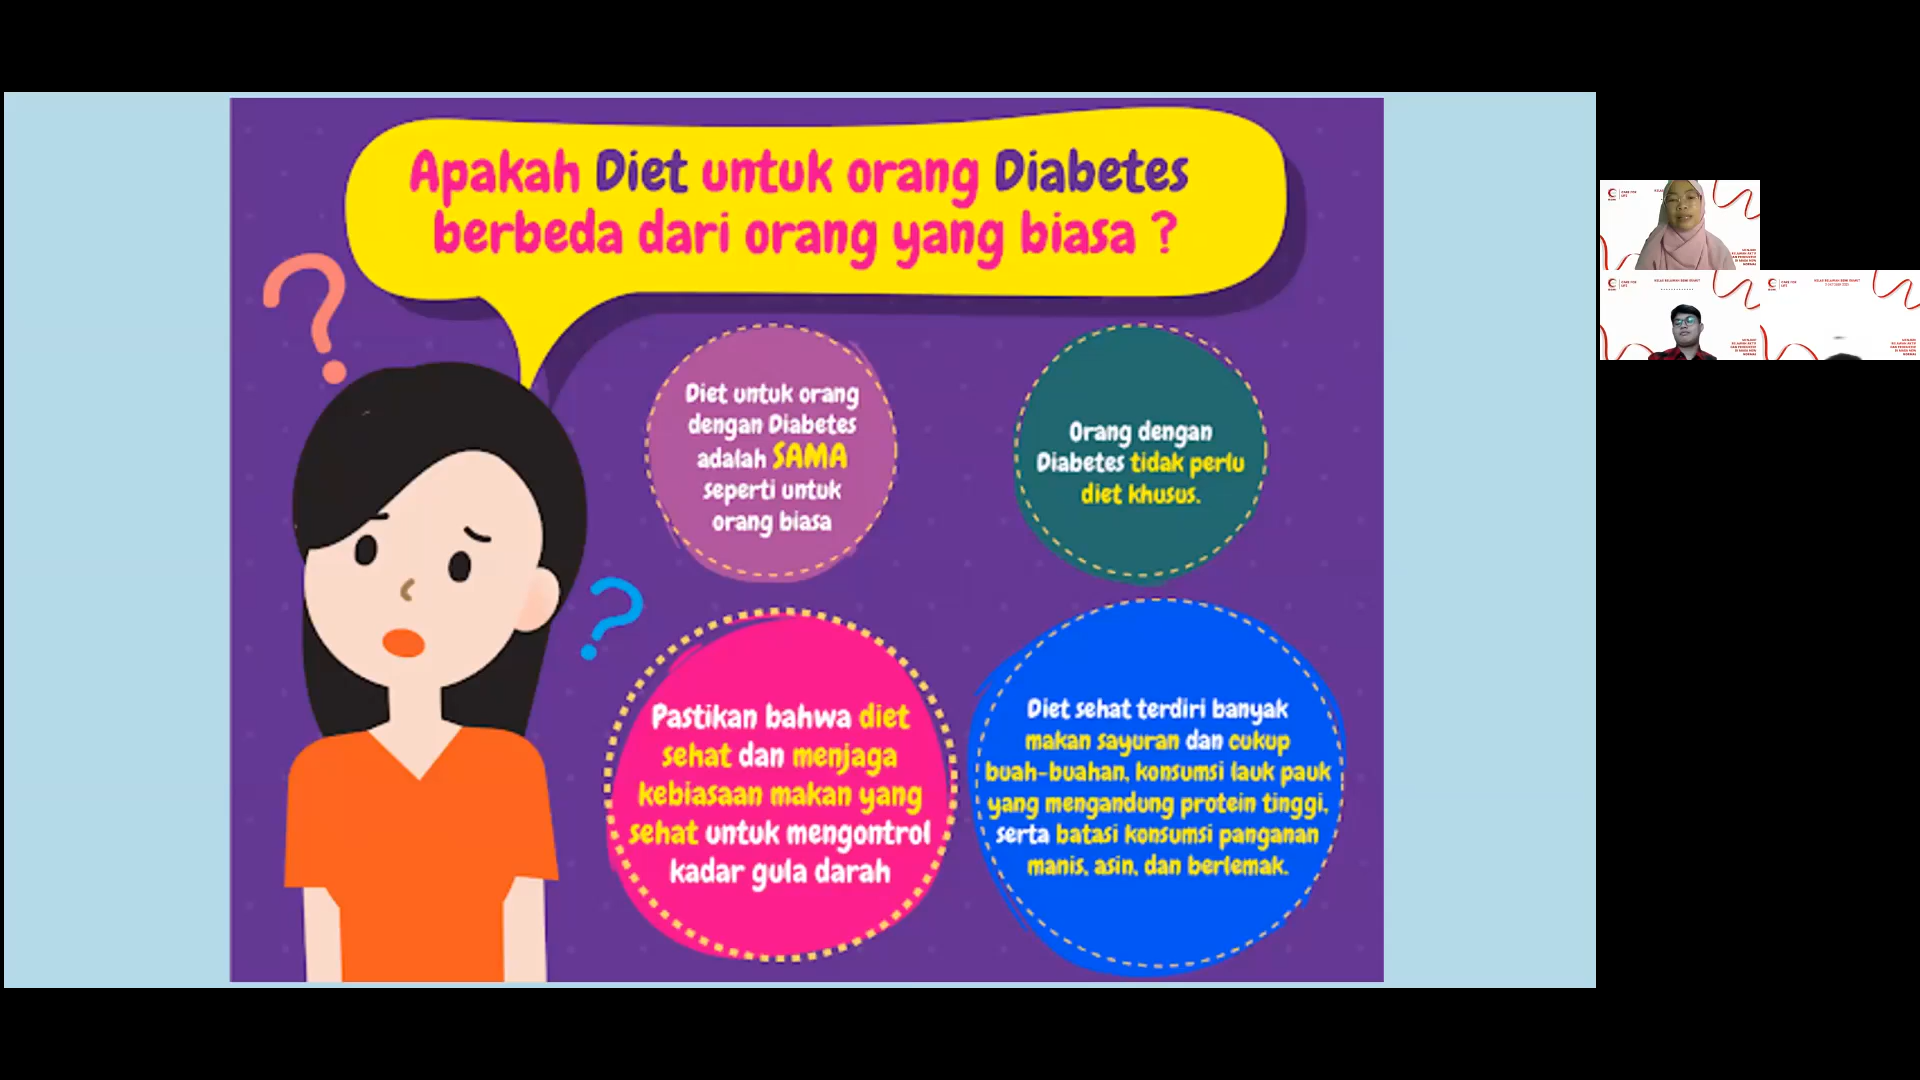 Apakah Diet untuk orang Diabetes
berbeda dari orang yang biasa ?
Diet untuk orang
dengan Diabetes
adalah SAMA
seperti untuk
orang biasa
Orang dengan
Diabetes tidak perlu
diet khusus.
Pastikan bahwa diet
sehat dan menjaga
kebiasaan makan yang
sehat untuk mengontrol
kadar gula darah
Diet sehat terdiri banyak
makan sayuran dan cukup
buah-buahan, konsumsi lauk pauk
yang mengandung protein tinggi,
serta batasi konsumsi panganan
manis, asin, dan berlemak.